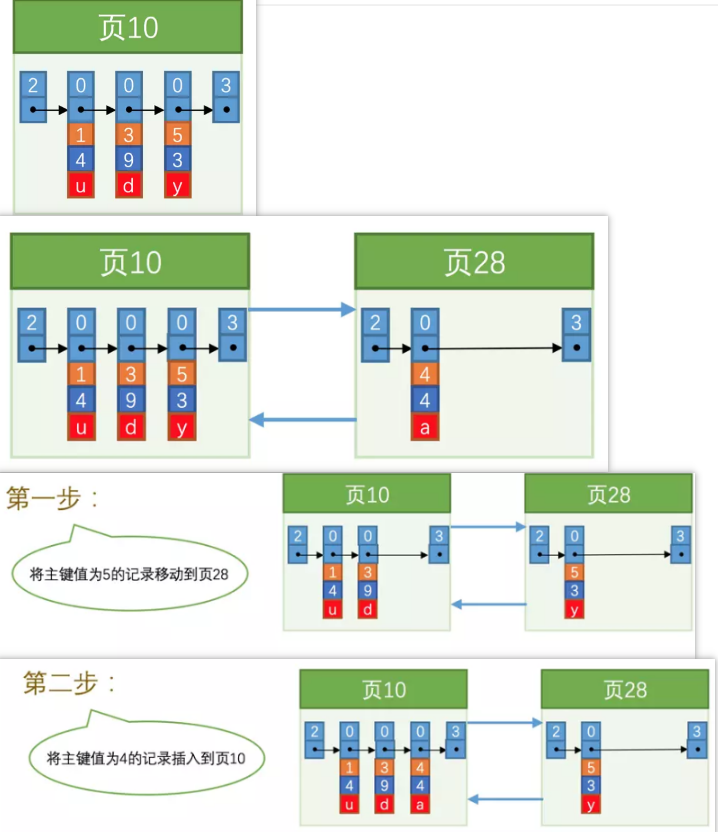 页10
2 0 0 0 3
1 3 5
4 9 3
u d y
页10 页28
2 0 0 0 3 2 0 3
1 3 5 4
4 9 3 4
u d y a
第一步：
将主键值为5的记录移动到页28
页10 页28
2 0 0 3 2 0 3
1 3 5
4 9 3
u d y
第二步：
将主键值为4的记录插入到页10
页10 页28
2 0 0 0 3 2 0 3
1 3 4 5
4 9 4 3
u d a y